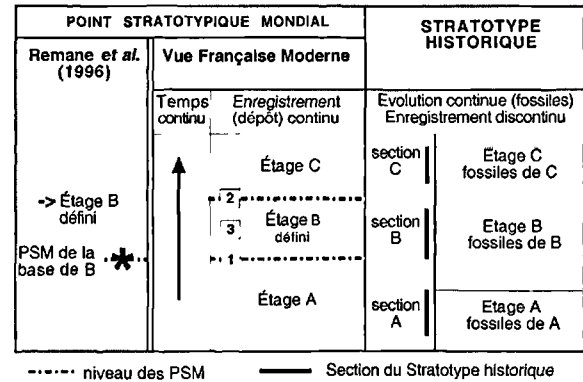 POINT STRATOTYPIQUE MONDIAL
STRATOTYPE
HISTORIQUE
Remane et al.
(1996)
Vue Française Moderne
Temps
continu
Enregistrement
(dépôt) continu
Evolution continue (fossiles)
Enregistrement discontinu
Étage C
section
C
Étage C
fossiles de C
-> Étage B
défini
2
3
Étage B
défini
section
B
Étage B
fossiles de B
PSM de la
base de B
1
Étage A
section
A
Etage A
fossiles de A
niveau des PSM
Section du Stratotype historique